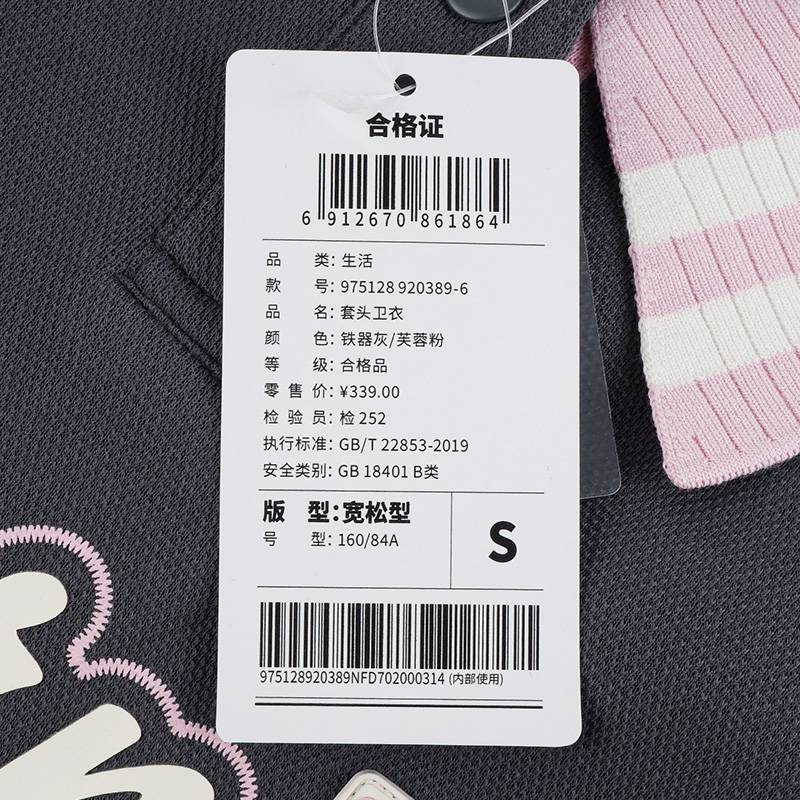 合格证
6 912670 861864
品 类: 生活
款 号: 975128 920389-6
品 名: 套头卫衣
颜 色: 铁器灰/芙蓉粉
等 级: 合格品
零 售 价: ¥339.00
检 验 员: 检 252
执行标准: GB/T 22853-2019
安全类别: GB 18401 B类
版 型: 宽松型
号 型: 160/84A
S
975128920389NFD702000314 (内部使用)